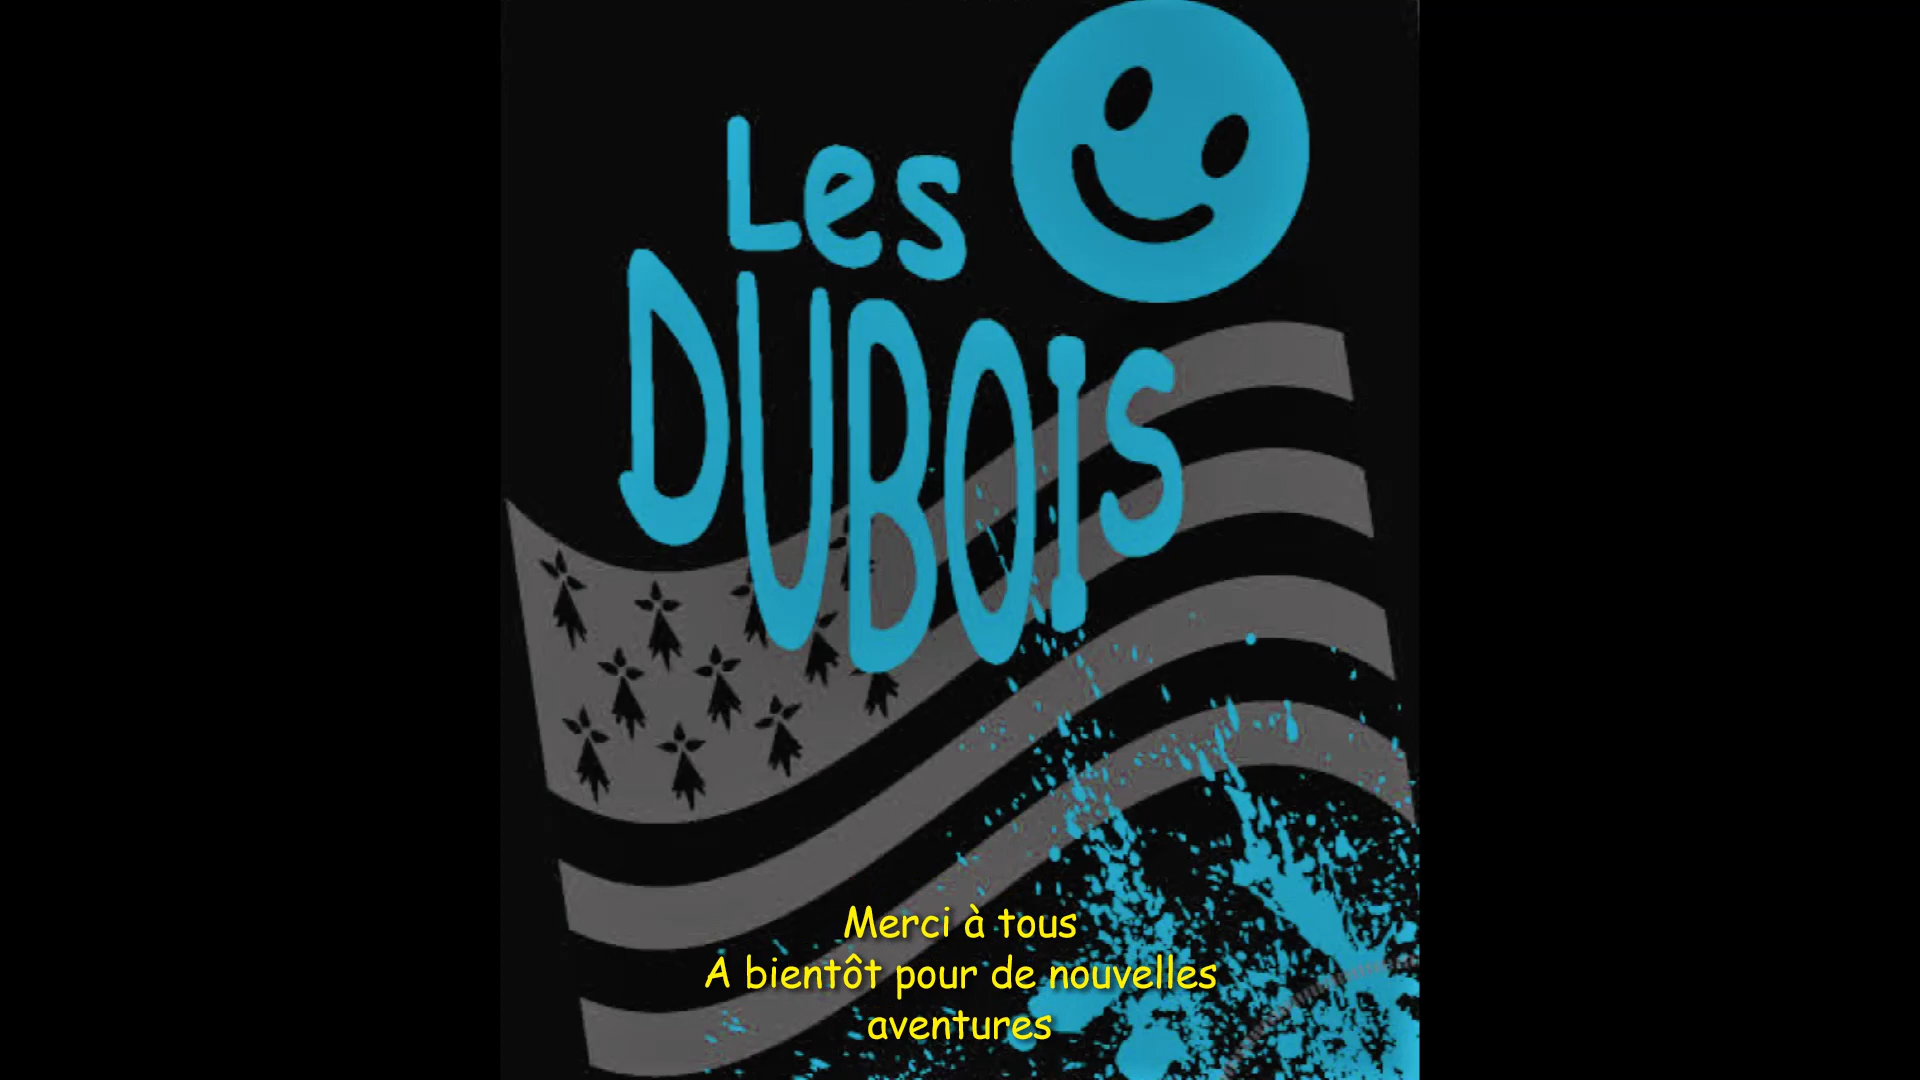 Les
DUBOIS
Merci à tous
A bientôt pour de nouvelles
aventures